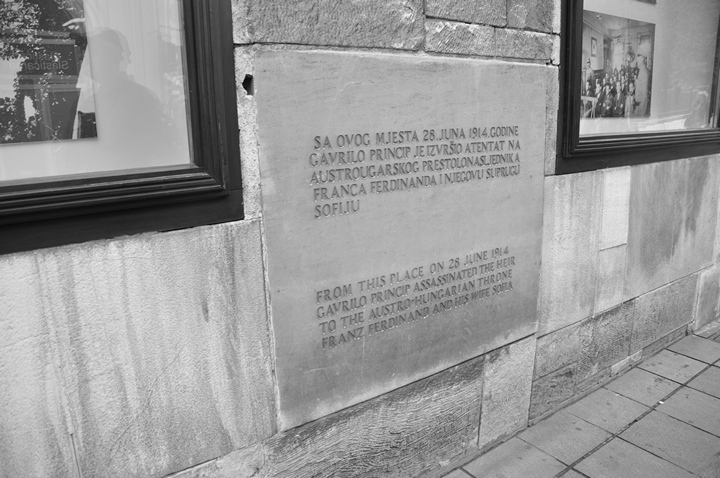 SA OVOG MJESTA 28. JUNA 1914. GODINE
GAVRILO PRINCIP JE IZVRŠIO ATENTAT NA
AUSTROUGARSKOG PRESTOLONASLJEDNIKA
FRANCA FERDINANDA I NJEGOVU SUPRUGU
SOFIJU
FROM THIS PLACE ON 28 JUNE 1914
GAVRILO PRINCIP ASSASSINATED THE HEIR
TO THE AUSTRO-HUNGARIAN THRONE
FRANZ FERDINAND AND HIS WIFE SOFIA